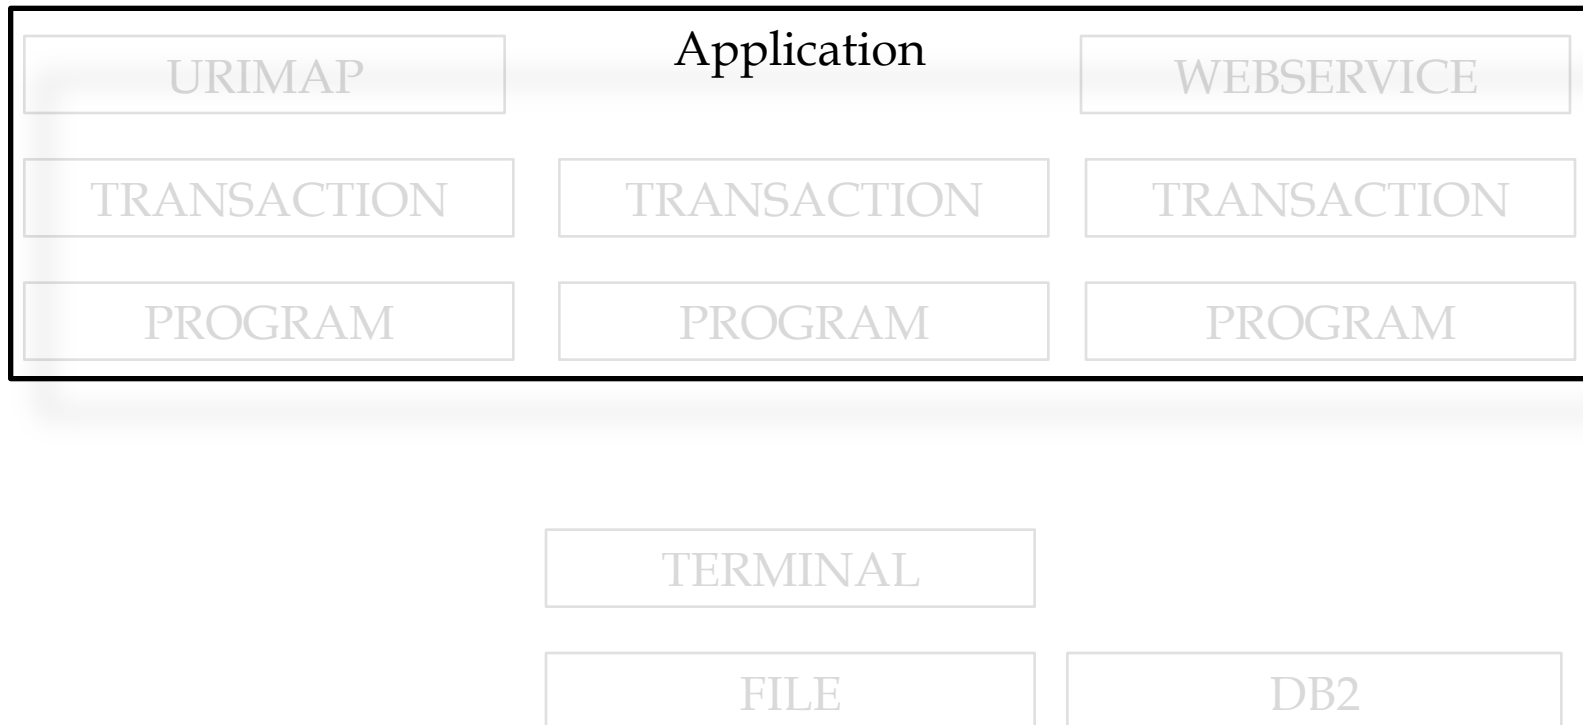 Application
URIMAP
WEBSERVICE
TRANSACTION
TRANSACTION
TRANSACTION
PROGRAM
PROGRAM
PROGRAM
TERMINAL
FILE
DB2